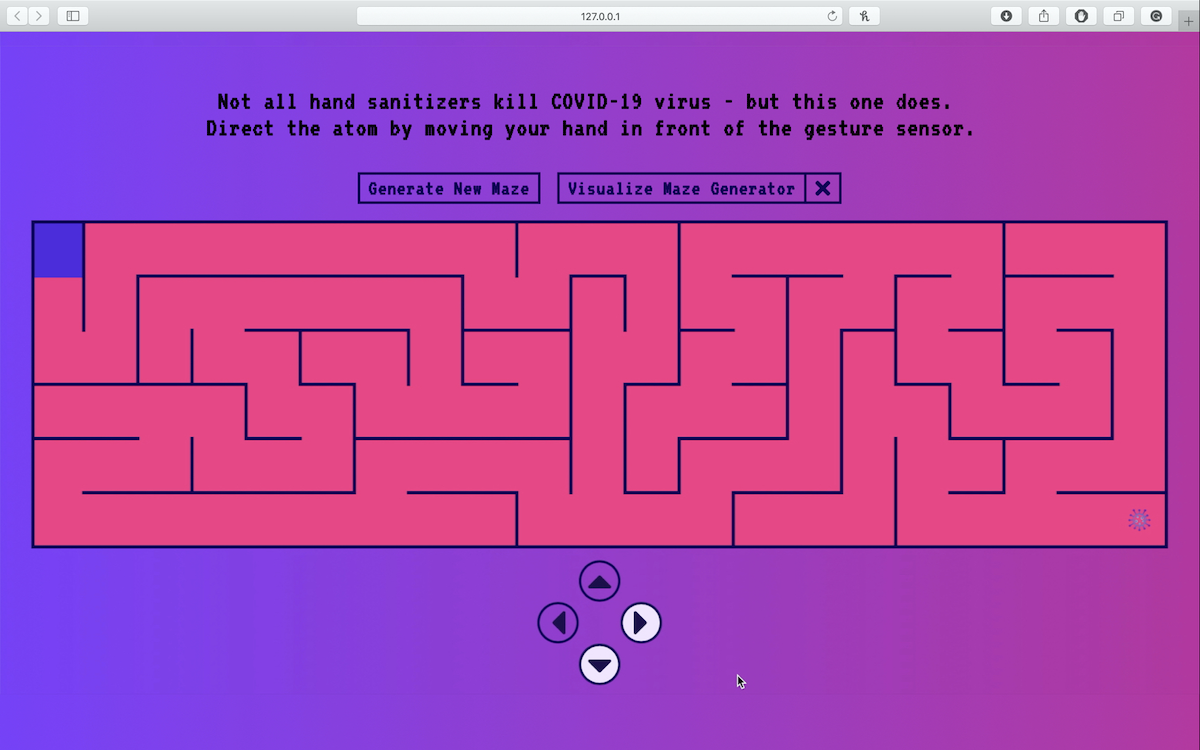 127.0.0.1
Not all hand sanitizers kill COVID-19 virus - but this one does.
Direct the atom by moving your hand in front of the gesture sensor.
Generate New Maze
Visualize Maze Generator